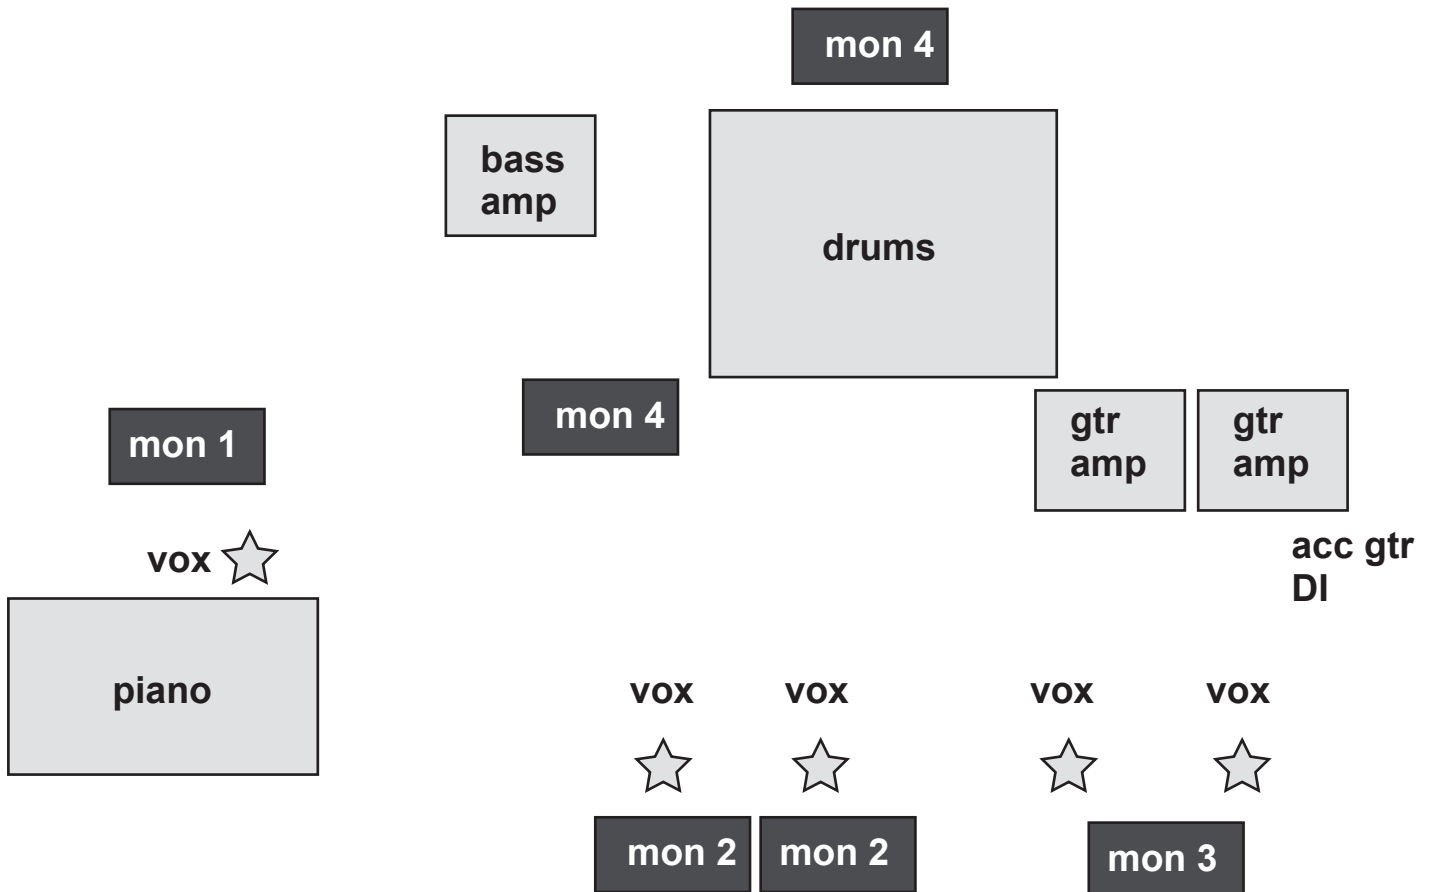 mon 4
bass
amp
drums
mon 4
mon 1
gtr
amp
gtr
amp
vox
acc gtr
DI
piano
vox
vox
vox
vox
mon 2
mon 2
mon 3